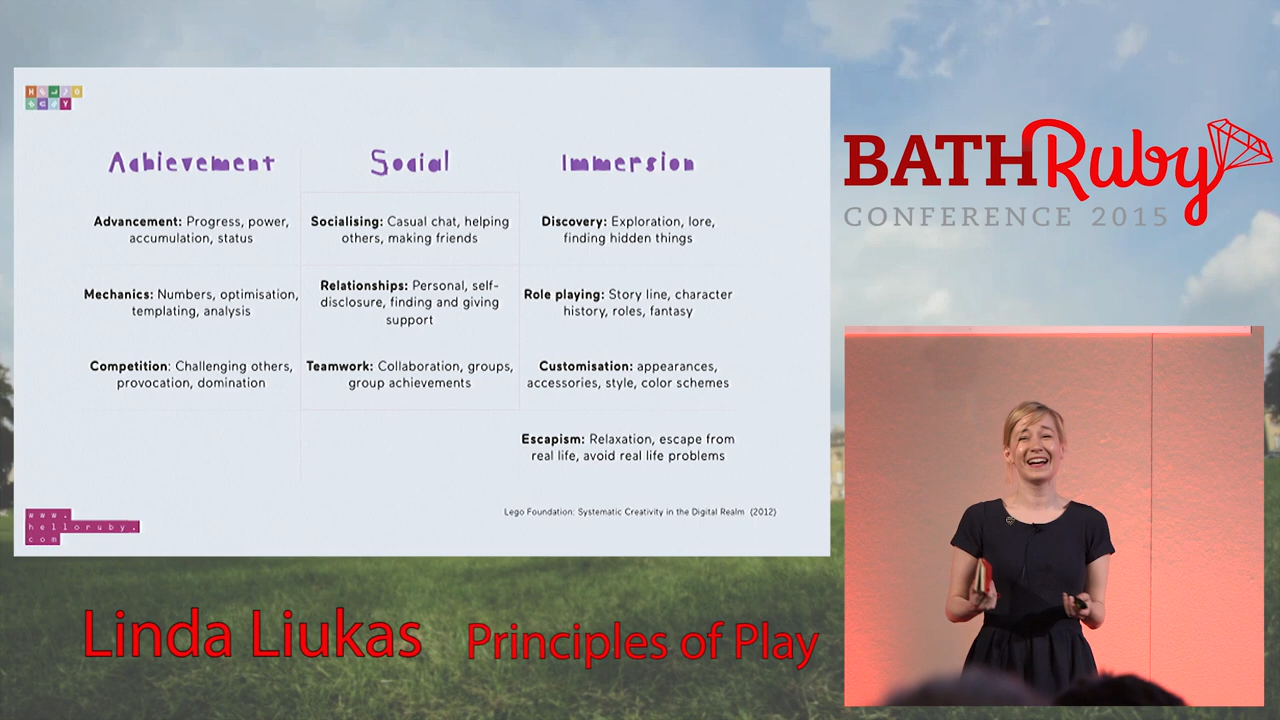 HELLO
RUBY
Achievement
Social
Immersion
Advancement: Progress, power,
accumulation, status
Socialising: Casual chat, helping
others, making friends
Discovery: Exploration, lore,
finding hidden things
Mechanics: Numbers, optimisation,
templating, analysis
Relationships: Personal, self-
disclosure, finding and giving
support
Role playing: Story line, character
history, roles, fantasy
Competition: Challenging others,
provocation, domination
Teamwork: Collaboration, groups,
group achievements
Customisation: appearances,
accessories, style, color schemes
Escapism: Relaxation, escape from
real life, avoid real life problems
Lego Foundation: Systematic Creativity in the Digital Realm (2012)
www.
helloruby.
com
BATHRuby
CONFERENCE 2015
Linda Liukas
Principles of Play